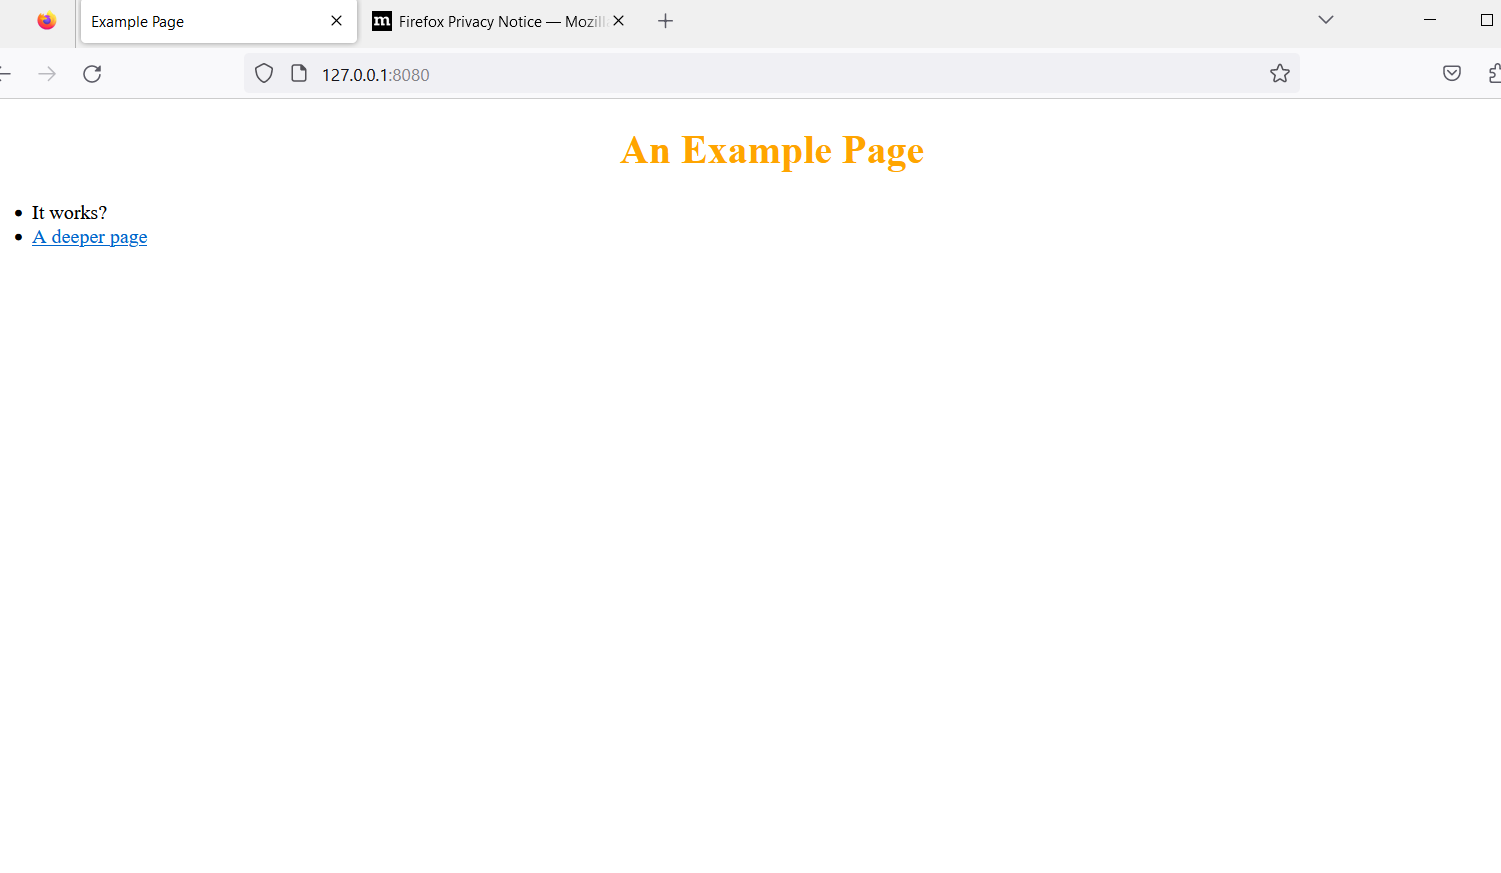 Example Page
Firefox Privacy Notice — Mozill
127.0.0.1:8080
An Example Page
It works?
A deeper page